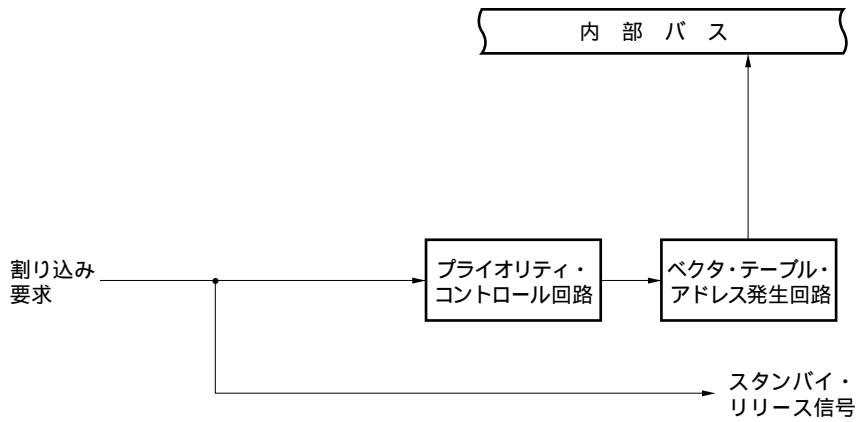 内 部 バ ス
割り込み
要求
プライオリティ・
コントロール回路
ベクタ・テーブル・
アドレス発生回路
スタンバイ・
リリース信号